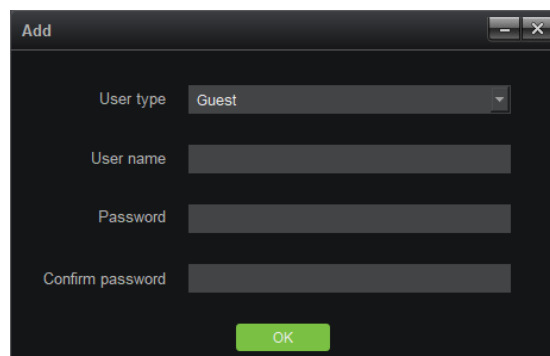 Add
User type Guest
User name
Password
Confirm password
OK